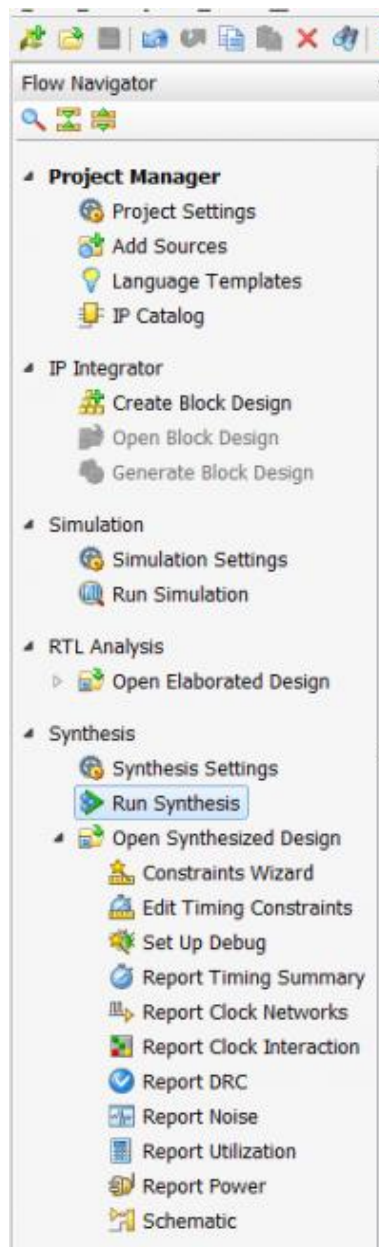 Flow Navigator
Project Manager
Project Settings
Add Sources
Language Templates
IP Catalog
IP Integrator
Create Block Design
Open Block Design
Generate Block Design
Simulation
Simulation Settings
Run Simulation
RTL Analysis
Open Elaborated Design
Synthesis
Synthesis Settings
Run Synthesis
Open Synthesized Design
Constraints Wizard
Edit Timing Constraints
Set Up Debug
Report Timing Summary
Report Clock Networks
Report Clock Interaction
Report DRC
Report Noise
Report Utilization
Report Power
Schematic